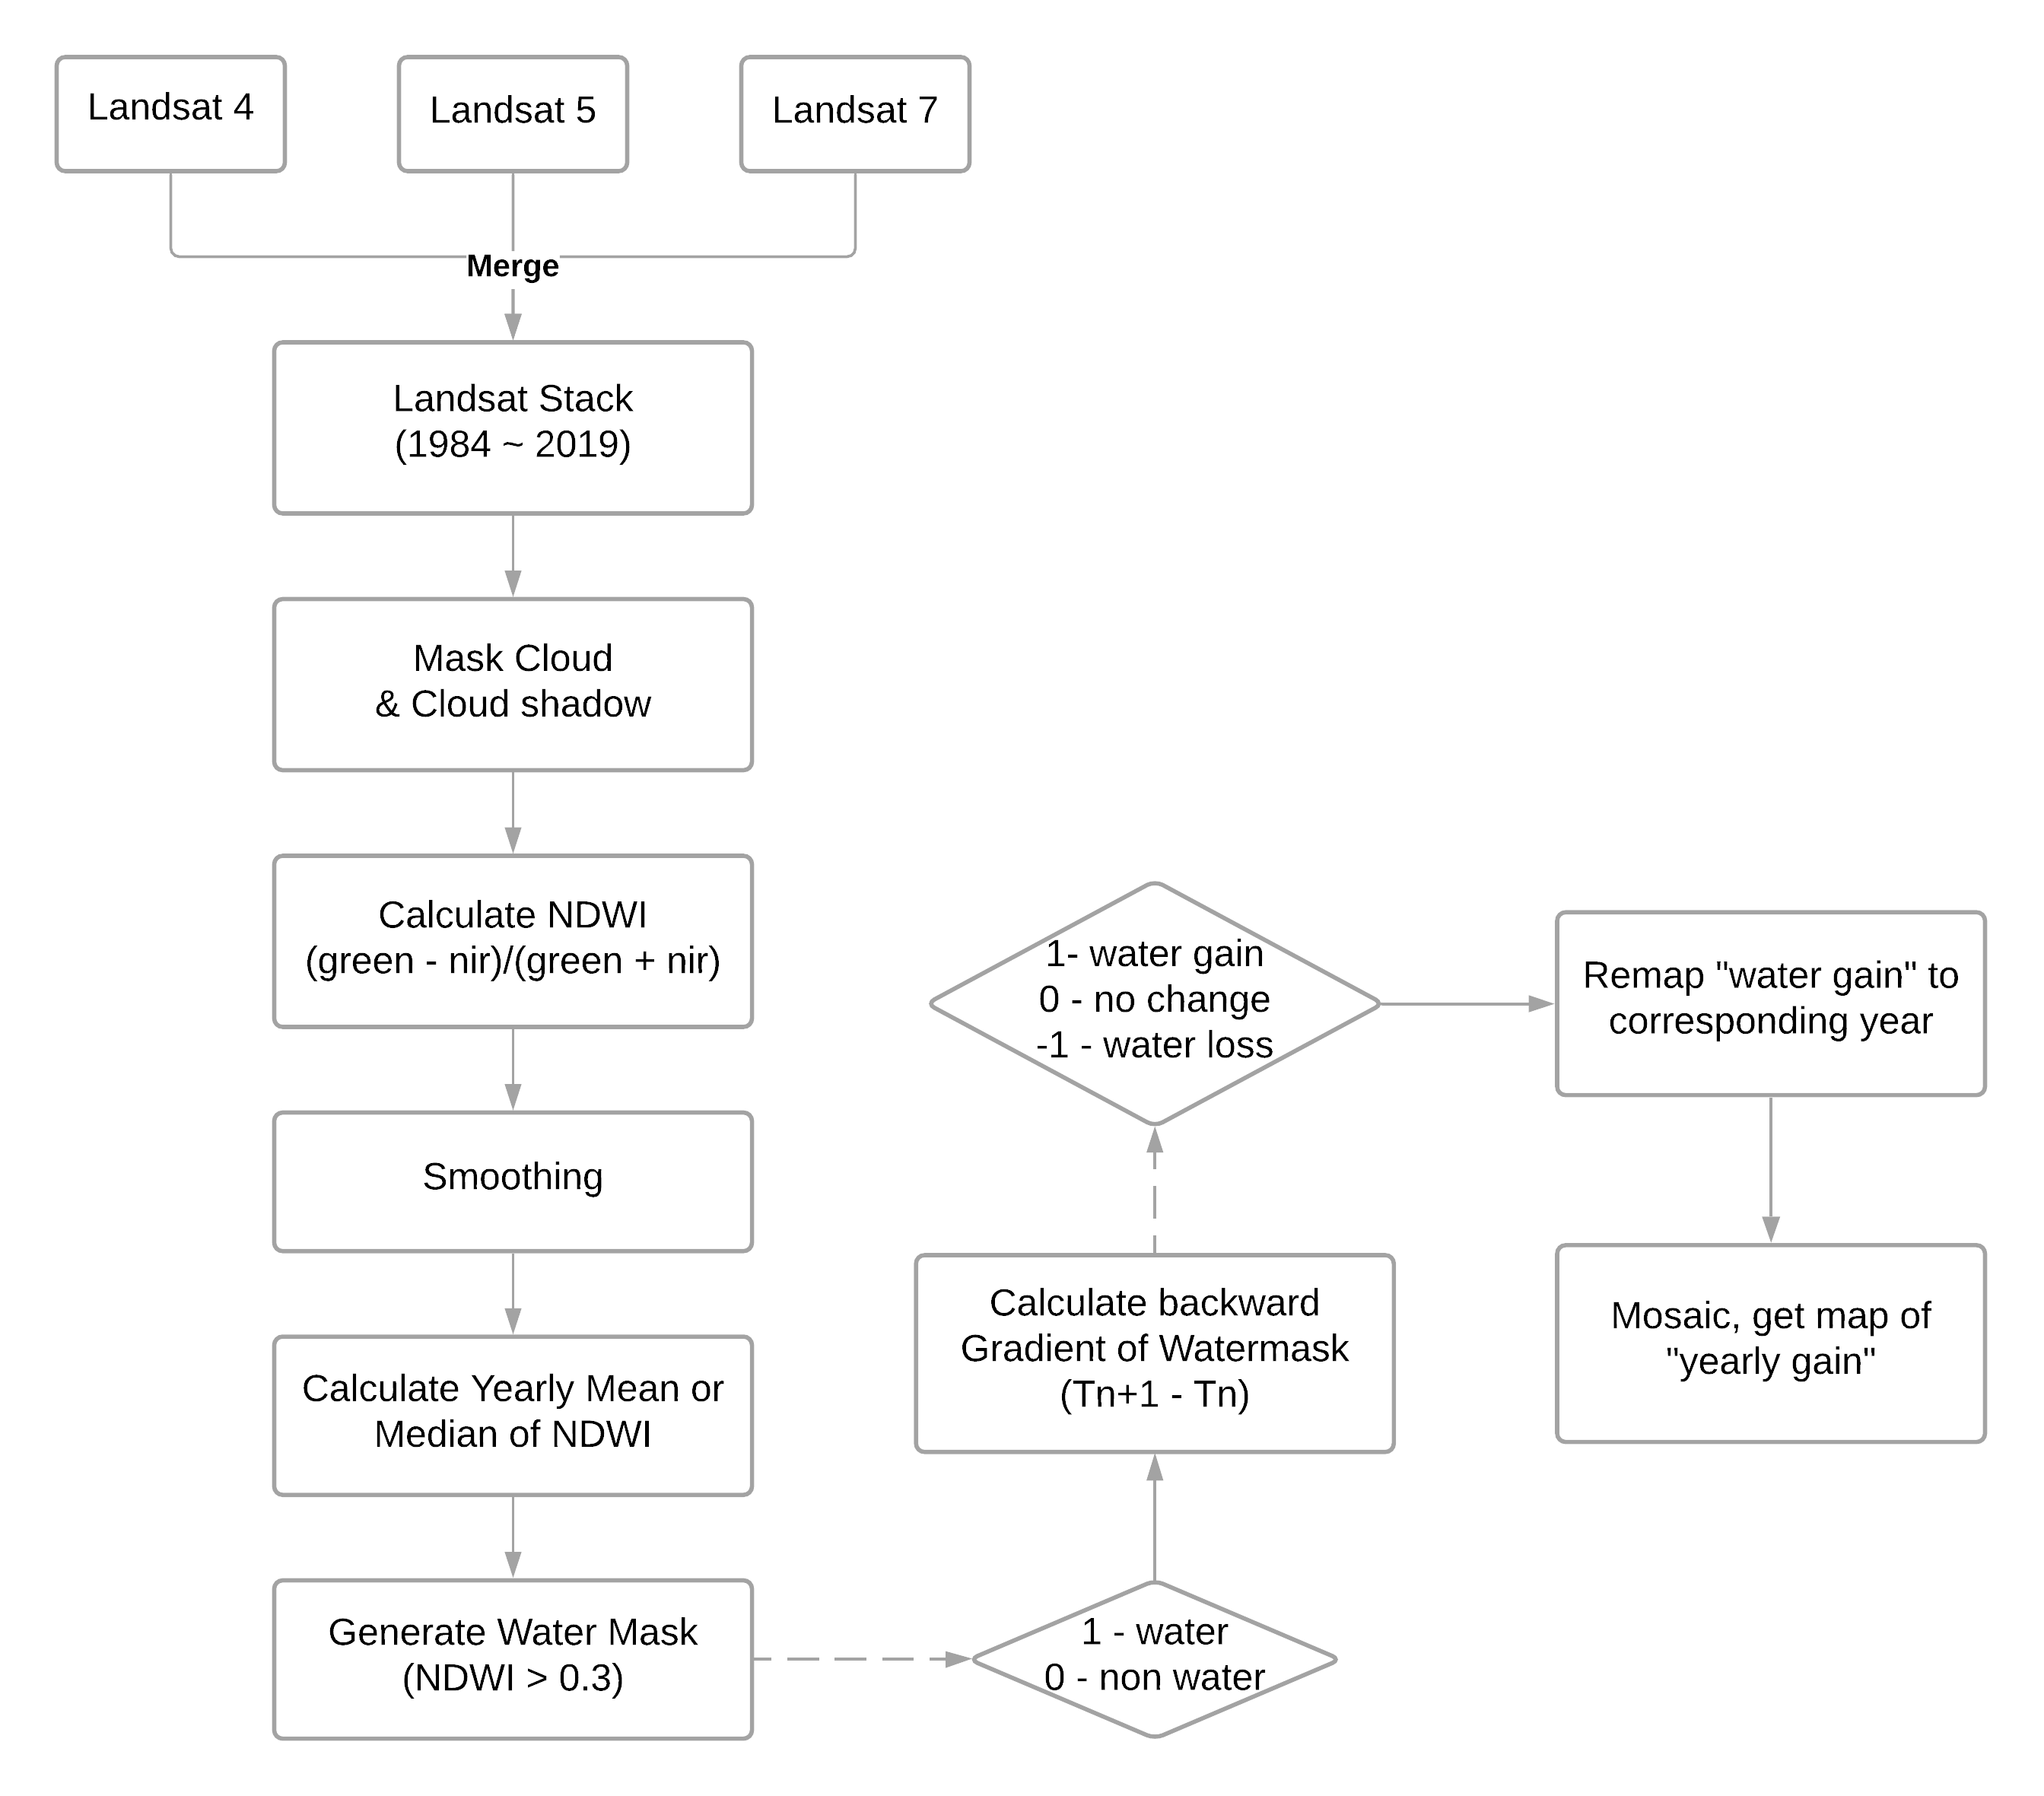 Landsat 4
Landsat 5
Landsat 7
Merge
Landsat Stack
(1984 ~ 2019)
Mask Cloud
& Cloud shadow
Calculate NDWI
(green - nir)/(green + nir)
Smoothing
Calculate Yearly Mean or
Median of NDWI
Generate Water Mask
(NDWI > 0.3)
1 - water
0 - non water
Calculate backward
Gradient of Watermask
(Tn+1 - Tn)
1- water gain
0 - no change
-1 - water loss
Remap "water gain" to
corresponding year
Mosaic, get map of
"yearly gain"